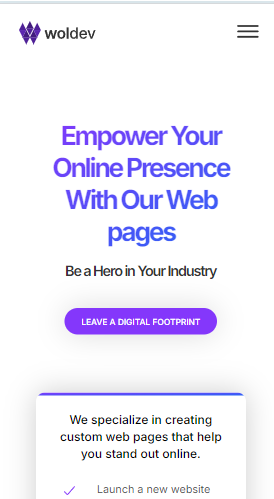 woldev
Empower Your
Online Presence
With Our Web
pages
Be a Hero in Your Industry
LEAVE A DIGITAL FOOTPRINT
We specialize in creating
custom web pages that help
you stand out online.
Launch a new website